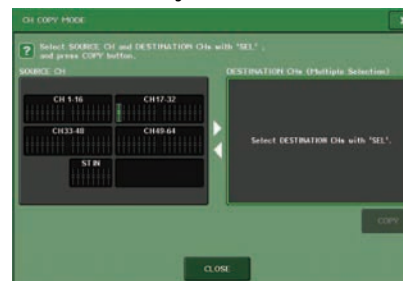 CH COPY MODE
? Select SOURCE CH and DESTINATION CHs with "SEL",
and press COPY button.
SOURCE CH
DESTINATION CHs (Multiple Selection)
CH 1-16
CH17-32
CH33-48
CH49-64
ST IN
Select DESTINATION CHs with "SEL".
COPY
CLOSE